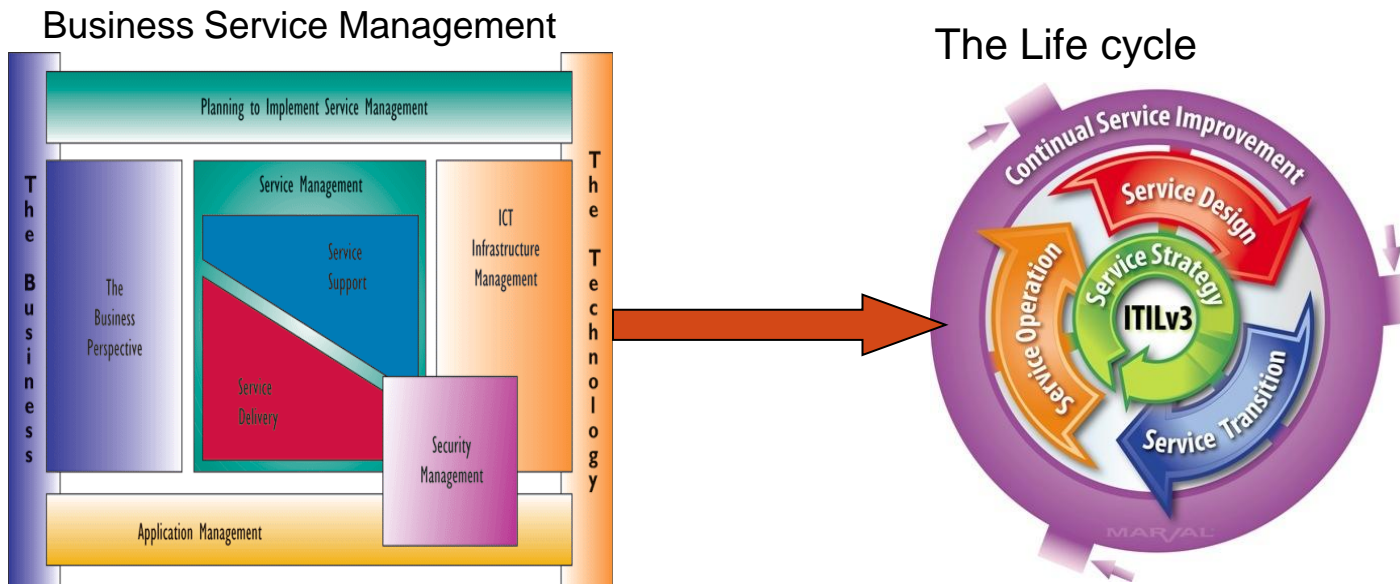 Business Service Management
The Life cycle
Planning to Implement Service Management
The Business
The
Business
Perspective
Service Management
Service
Support
Service
Delivery
ICT
Infrastructure
Management
Security
Management
The Technology
Application Management
Continual Service Improvement
Service Design
Service Strategy
ITILv3
Service Operation
Service Transition
MARVAL